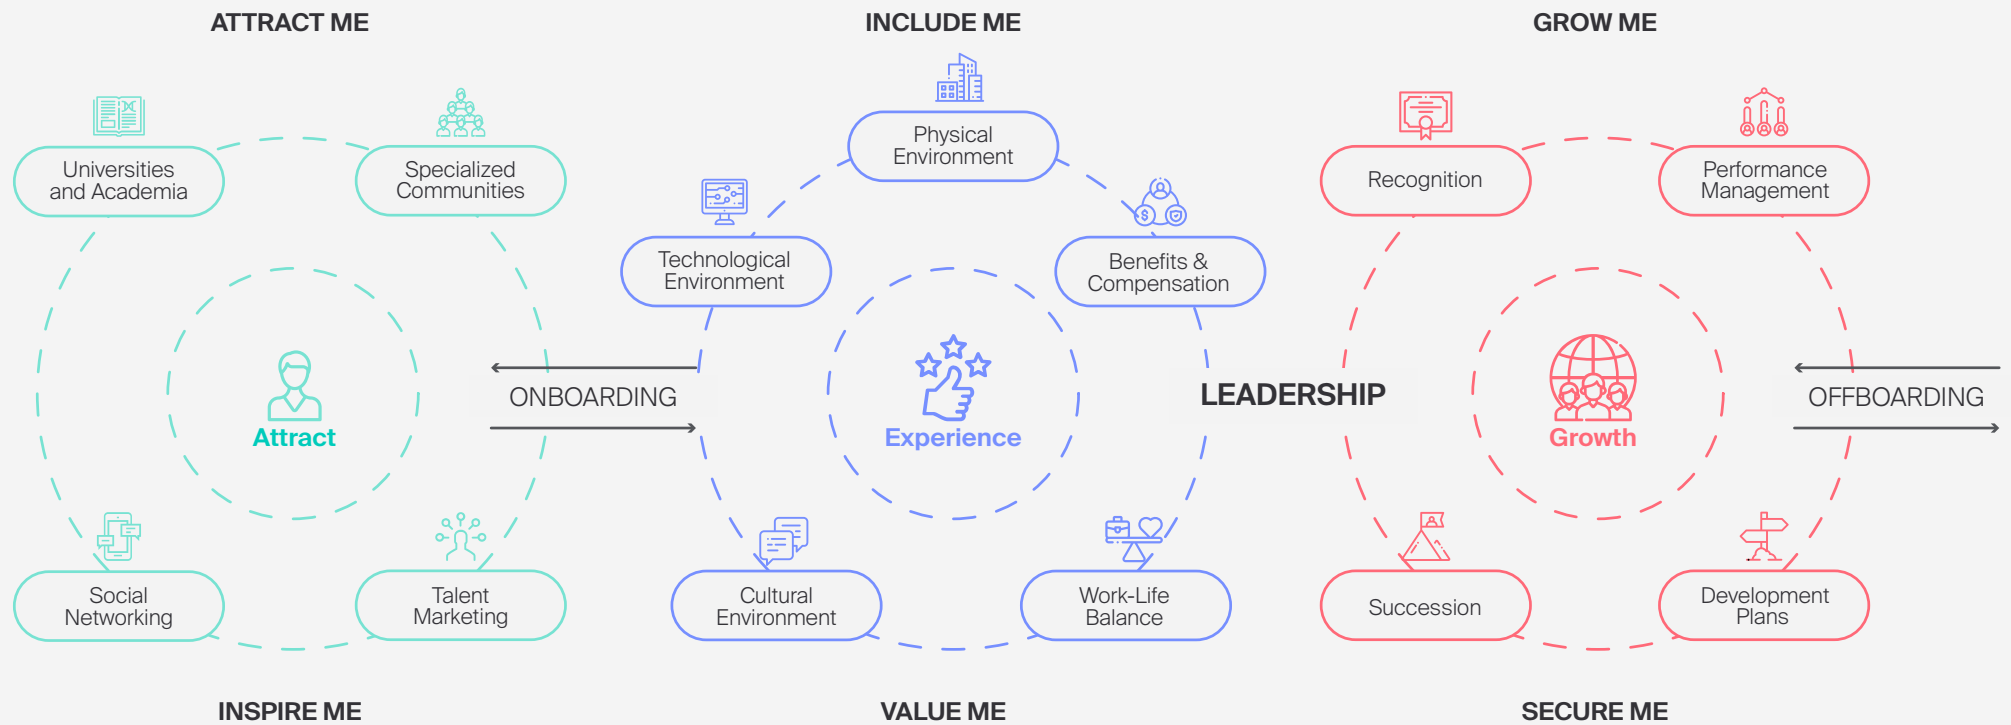 ATTRACT ME
INCLUDE ME
GROW ME
Universities
and Academia
Specialized
Communities
Physical
Environment
Technological
Environment
Benefits &
Compensation
Recognition
Performance
Management
Attract
ONBOARDING
Experience
LEADERSHIP
Growth
OFFBOARDING
Social
Networking
Talent
Marketing
Cultural
Environment
Work-Life
Balance
Succession
Development
Plans
INSPIRE ME
VALUE ME
SECURE ME